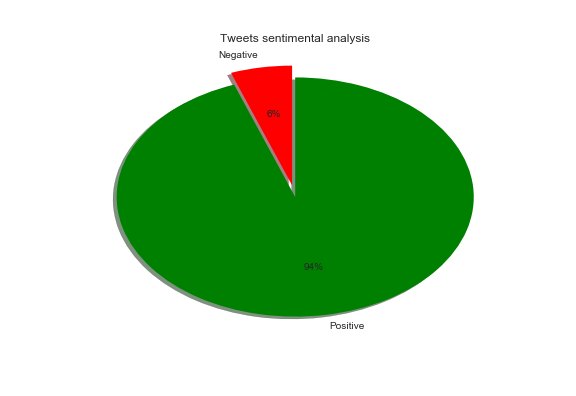 Tweets sentimental analysis
Negative
6%
94%
Positive